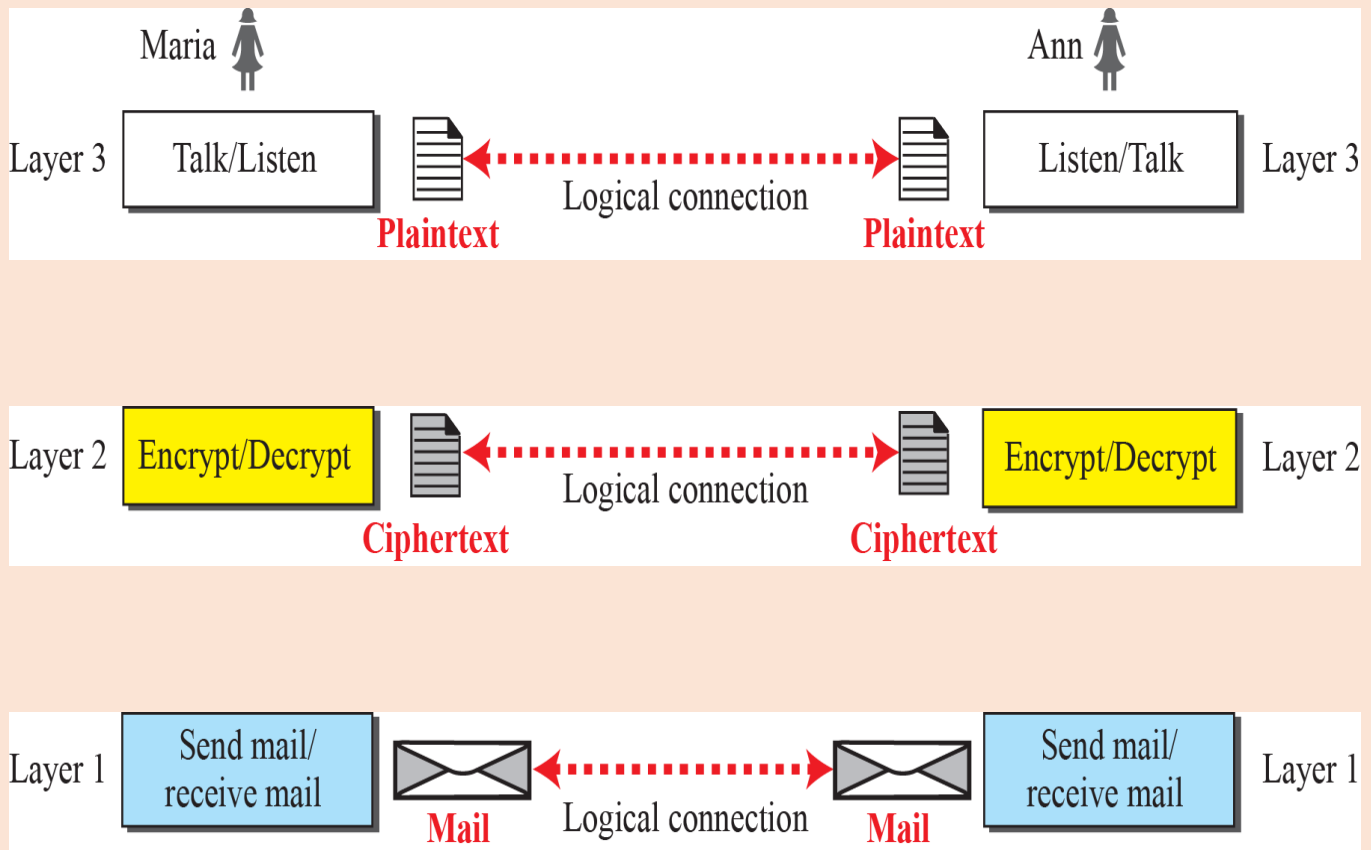 Maria
Ann
Layer 3
Talk/Listen
Logical connection
Listen/Talk
Layer 3
Plaintext
Plaintext
Layer 2
Encrypt/Decrypt
Logical connection
Encrypt/Decrypt
Layer 2
Ciphertext
Ciphertext
Layer 1
Send mail/
receive mail
Logical connection
Send mail/
receive mail
Layer 1
Mail
Mail